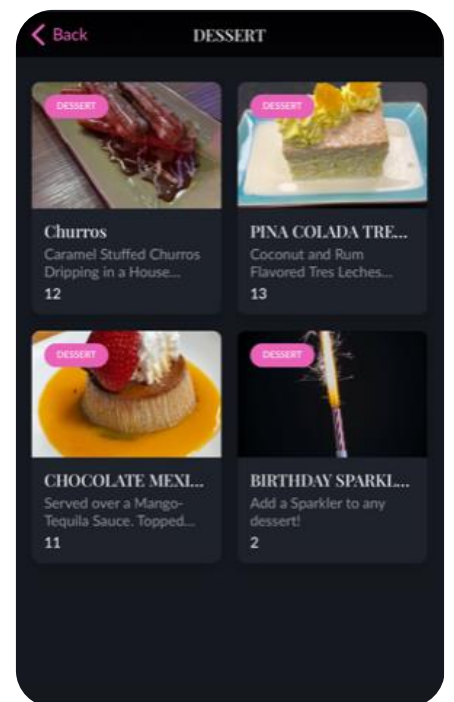 Back
DESSERT
DESSERT
DESSERT
Churros
Caramel Stuffed Churros
Dripping in a House...
12
PINA COLADA TRE...
Coconut and Rum
Flavored Tres Leches...
13
DESSERT
DESSERT
CHOCOLATE MEXI...
Served over a Mango-
Tequila Sauce. Topped...
11
BIRTHDAY SPARKL...
Add a Sparkler to any
dessert!
2